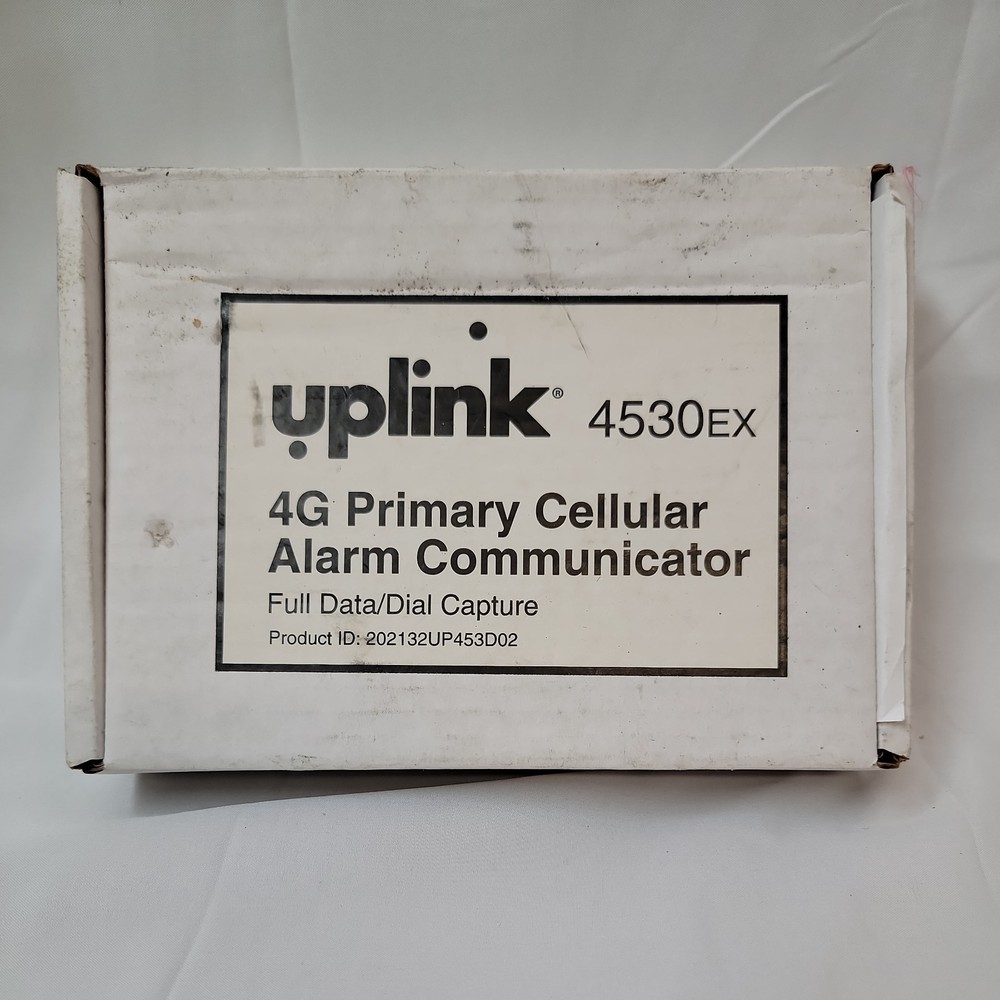 uplink® 4530EX
4G Primary Cellular
Alarm Communicator
Full Data/Dial Capture
Product ID: 202132UP453D02